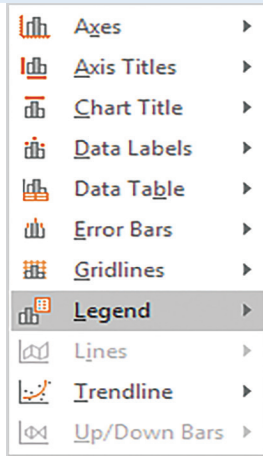 Axes
Axis Titles
Chart Title
Data Labels
Data Table
Error Bars
Gridlines
Legend
Lines
Trendline
Up/Down Bars